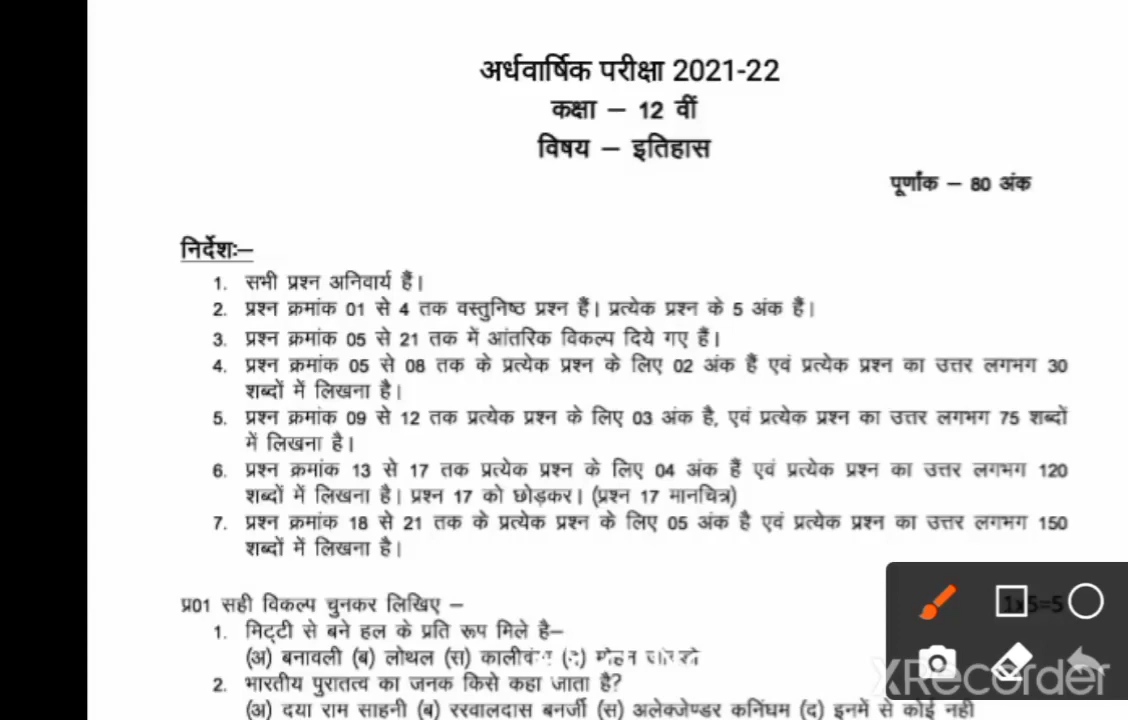 अर्धवार्षिक परीक्षा 2021-22
कक्षा – 12 वीं
विषय – इतिहास
पूर्णांक – 80 अंक
निर्देशः–
1. सभी प्रश्न अनिवार्य हैं।
2. प्रश्न क्रमांक 01 से 4 तक वस्तुनिष्ठ प्रश्न हैं। प्रत्येक प्रश्न के 5 अंक हैं।
3. प्रश्न क्रमांक 05 से 21 तक में आंतरिक विकल्प दिये गए हैं।
4. प्रश्न क्रमांक 05 से 08 तक के प्रत्येक प्रश्न के लिए 02 अंक हैं एवं प्रत्येक प्रश्न का उत्तर लगभग 30
शब्दों में लिखना है।
5. प्रश्न क्रमांक 09 से 12 तक प्रत्येक प्रश्न के लिए 03 अंक है, एवं प्रत्येक प्रश्न का उत्तर लगभग 75 शब्दों
में लिखना है।
6. प्रश्न क्रमांक 13 से 17 तक प्रत्येक प्रश्न के लिए 04 अंक हैं एवं प्रत्येक प्रश्न का उत्तर लगभग 120
शब्दों में लिखना है। प्रश्न 17 को छोड़कर। (प्रश्न 17 मानचित्र)
7. प्रश्न क्रमांक 18 से 21 तक के प्रत्येक प्रश्न के लिए 05 अंक है एवं प्रत्येक प्रश्न का उत्तर लगभग 150
शब्दों में लिखना है।
प्र01 सही विकल्प चुनकर लिखिए – 1x5=5
1. मिट्टी से बने हल के प्रति रूप मिले है–
(अ) बनावली (ब) लोथल (स)
2. भारतीय पुरातत्व का जनक किसे कहा जाता है?
(अ) दया राम साहनी (ब) ररवालदास बनर्जी (स) अलेक्जेण्डर कनिंघम (द) इनमें से कोई नहीं
XRecorder